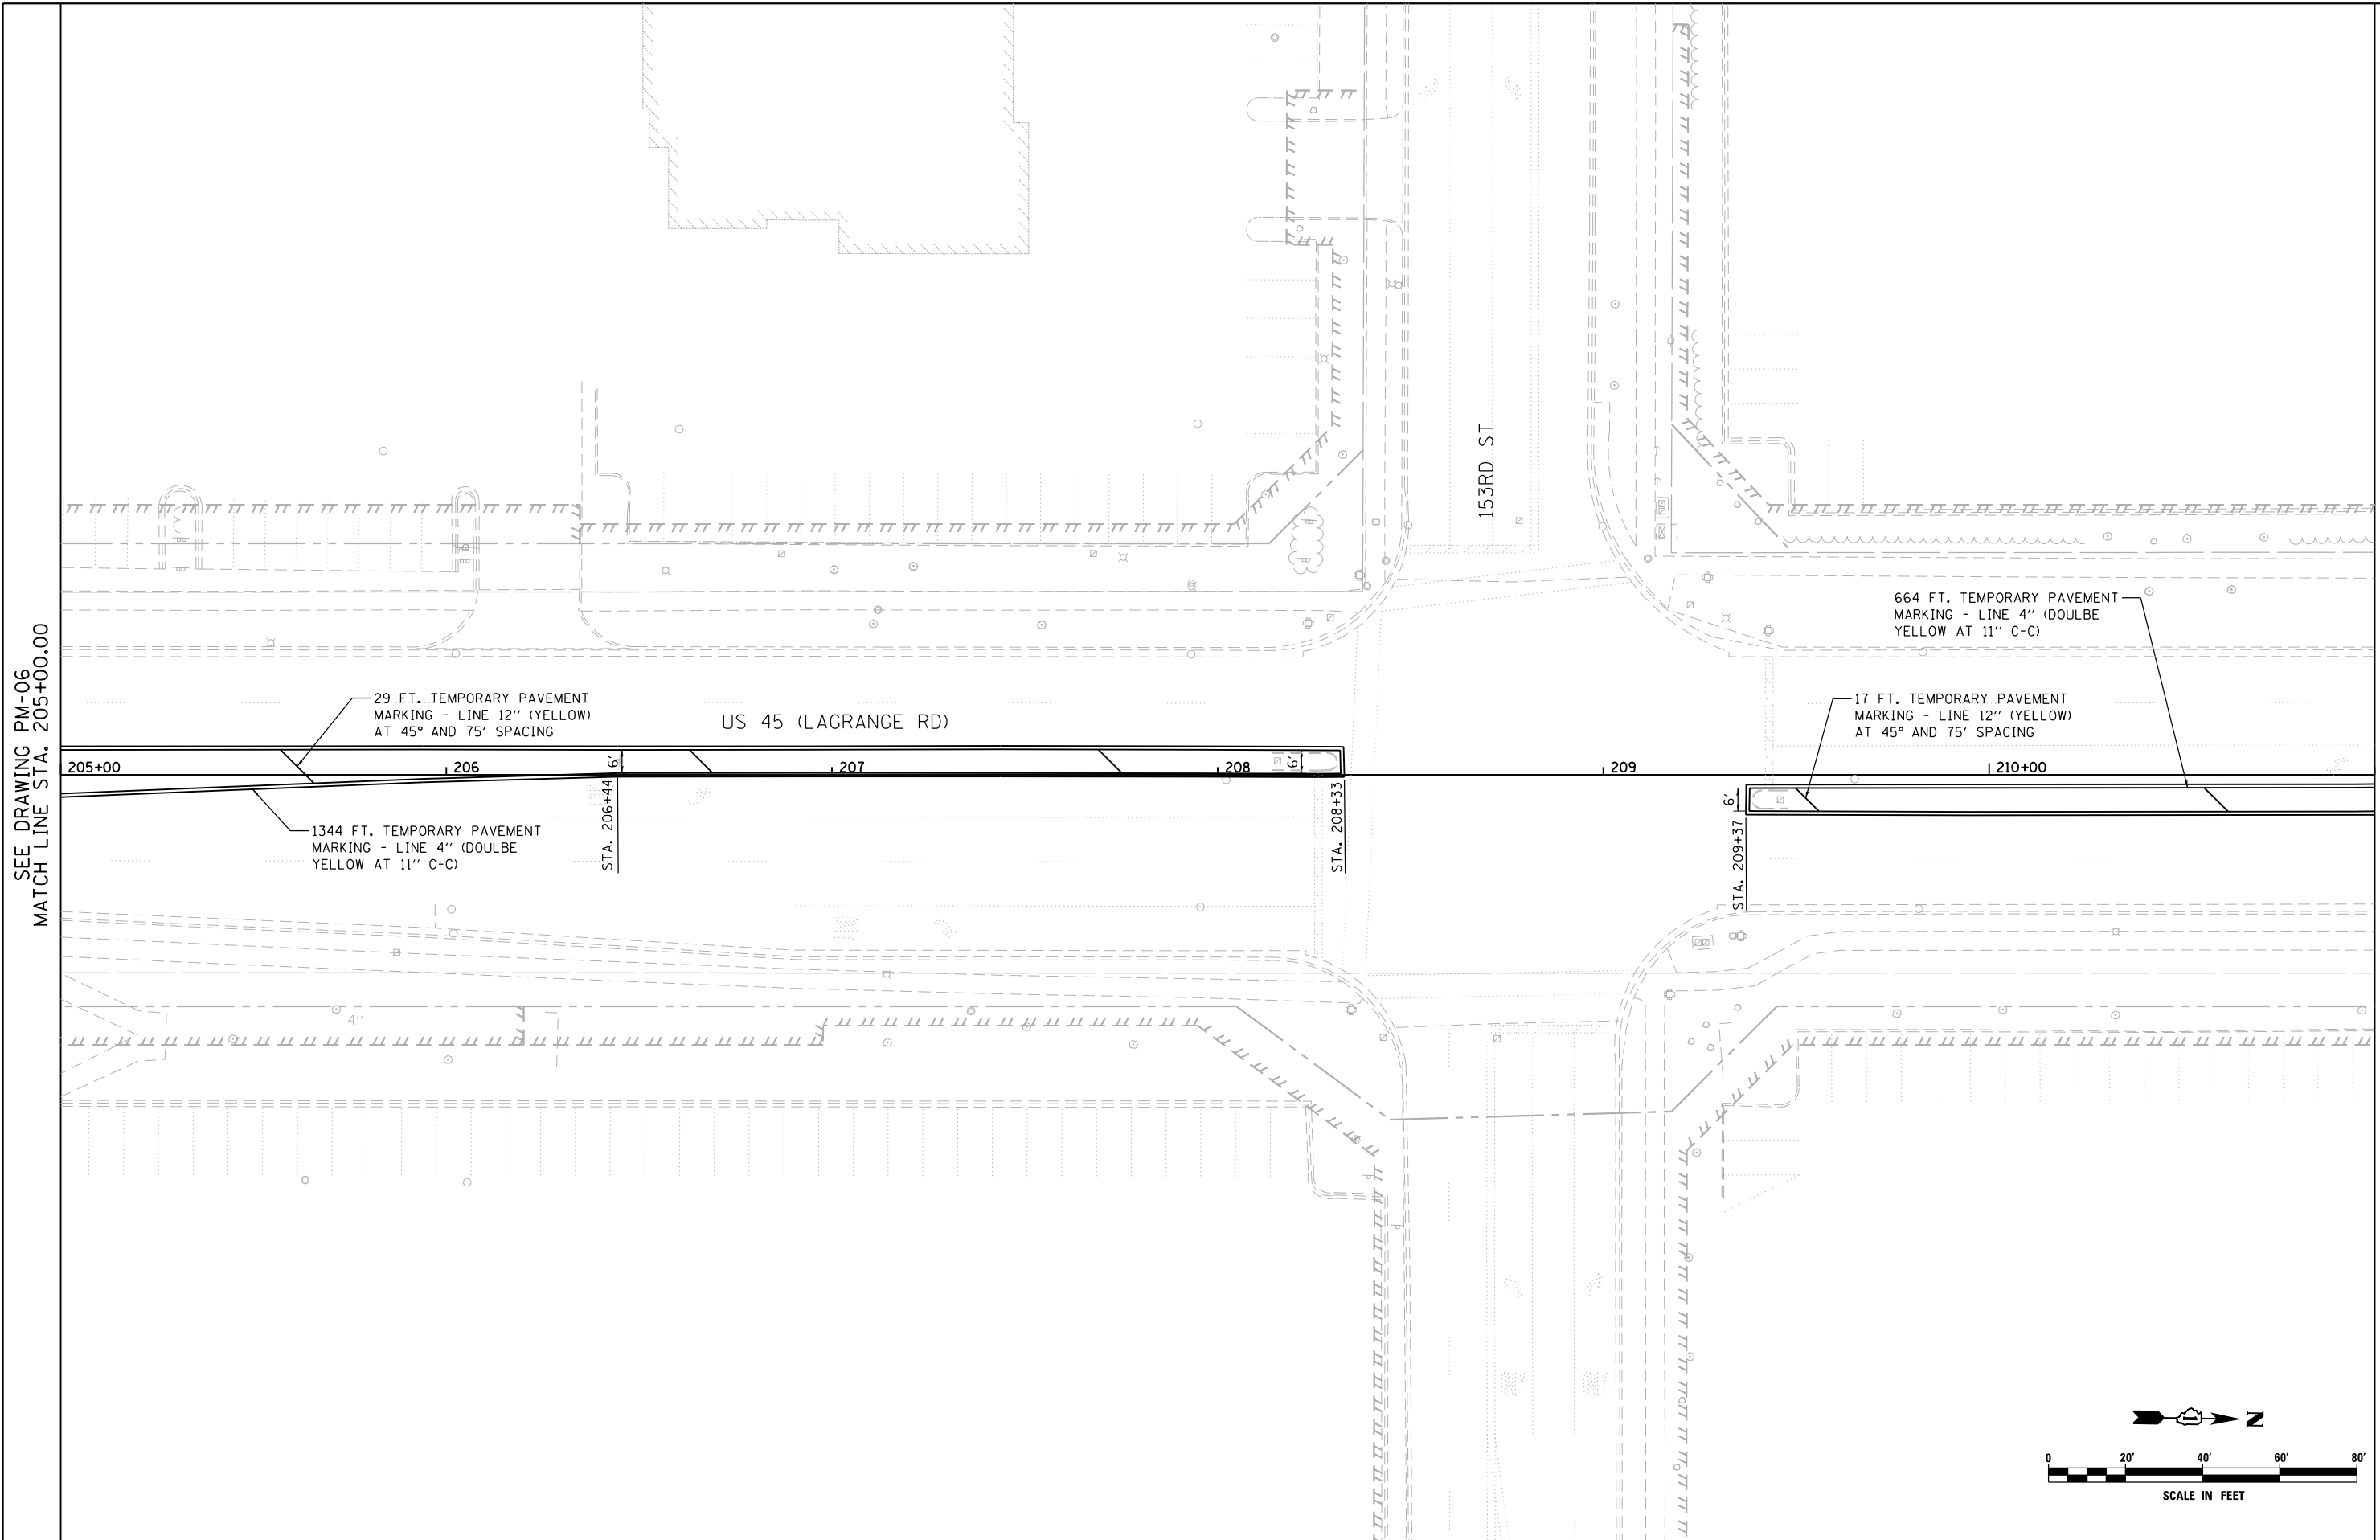 SEE DRAWING PM-06
MATCH LINE STA. 205+00.00
153RD ST
664 FT. TEMPORARY PAVEMENT
MARKING - LINE 4'' (DOULBE
YELLOW AT 11'' C-C)
29 FT. TEMPORARY PAVEMENT
MARKING - LINE 12'' (YELLOW)
AT 45° AND 75' SPACING
US 45 (LAGRANGE RD)
17 FT. TEMPORARY PAVEMENT
MARKING - LINE 12'' (YELLOW)
AT 45° AND 75' SPACING
6'
6'
205+00
206
207
208
209
210+00
6'
STA. 206+44
STA. 208+33
STA. 209+37
1344 FT. TEMPORARY PAVEMENT
MARKING - LINE 4'' (DOULBE
YELLOW AT 11'' C-C)
4''
N
0 20' 40' 60' 80'
SCALE IN FEET